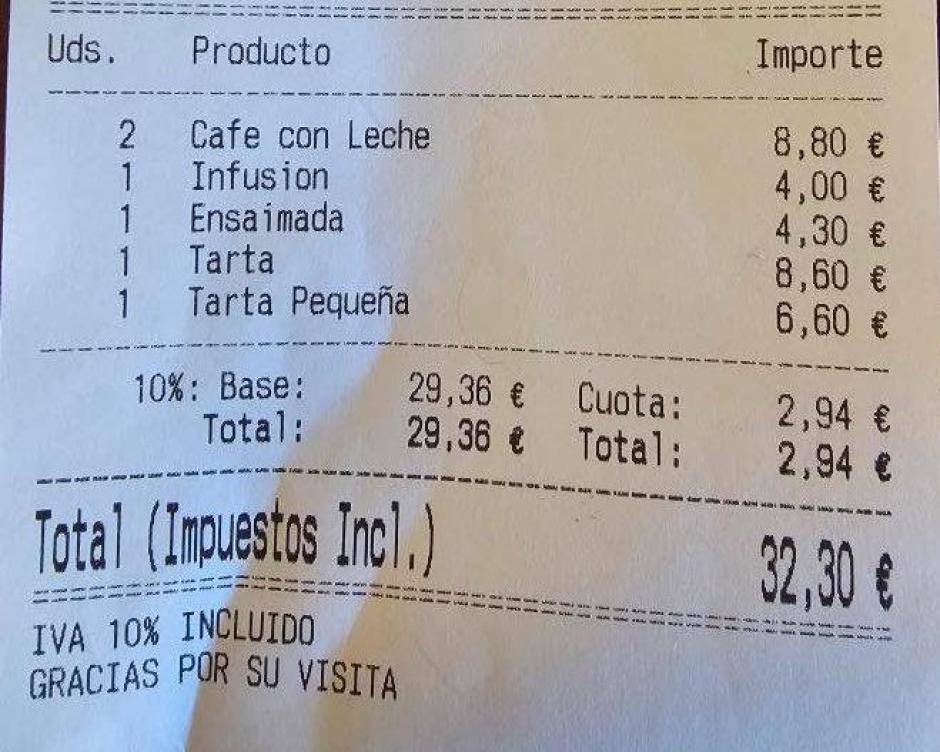 Uds. Producto Importe
2 Cafe con Leche 8,80 €
1 Infusion 4,00 €
1 Ensaimada 4,30 €
1 Tarta 8,60 €
1 Tarta Pequeña 6,60 €
10%: Base: 29,36 € Cuota: 2,94 €
Total: 29,36 € Total: 2,94 €
Total (Impuestos Incl.) 32,30 €
IVA 10% INCLUIDO
GRACIAS POR SU VISITA